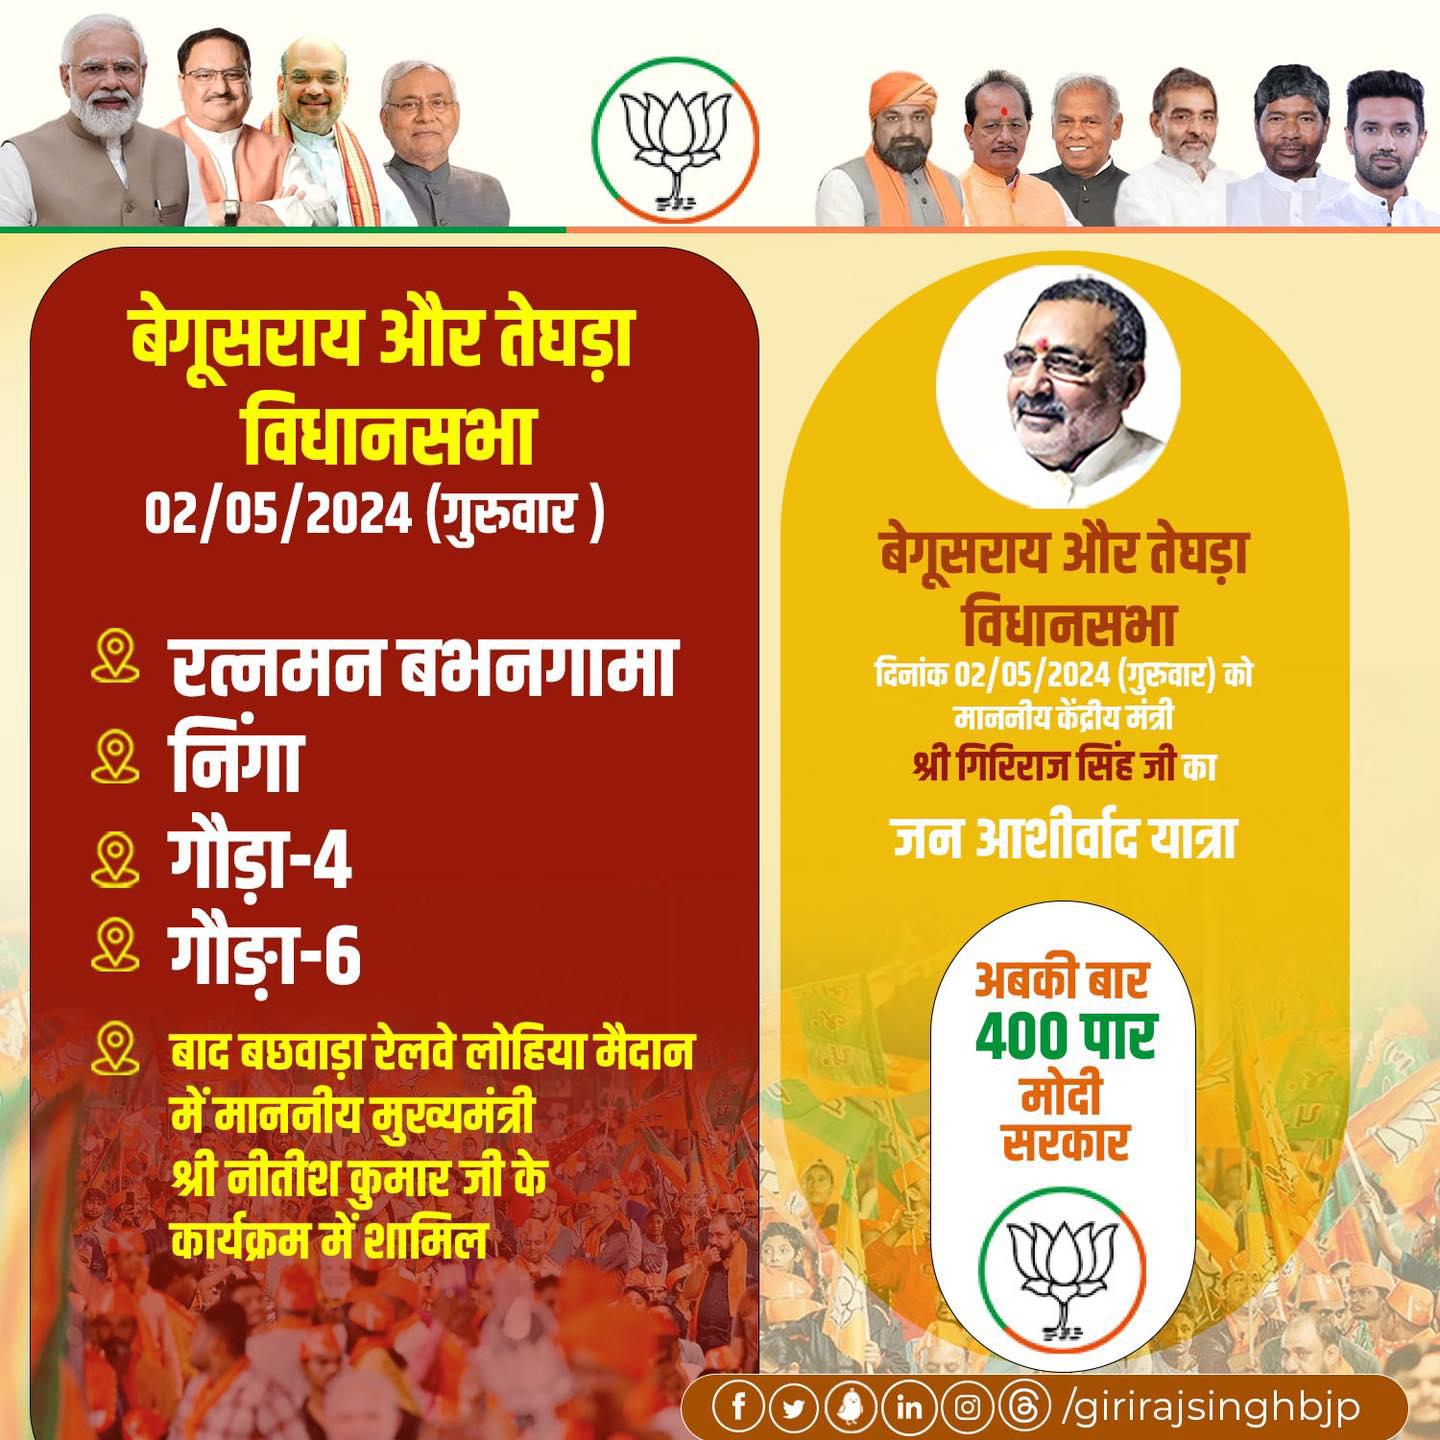 बेगूसराय और तेघड़ा
विधानसभा
02/05/2024 (गुरुवार )
रत्नमन बभनगामा
निंगा
गौड़ा-4
गौङा़-6
बाद बछवाड़ा रेलवे लोहिया मैदान
में माननीय मुख्यमंत्री
श्री नीतीश कुमार जी के
कार्यक्रम में शामिल
बेगूसराय और तेघड़ा
विधानसभा
दिनांक 02/05/2024 (गुरुवार) को
माननीय केंद्रीय मंत्री
श्री गिरिराज सिंह जी का
जन आशीर्वाद यात्रा
अबकी बार
400 पार
मोदी
सरकार
/girirajsinghbjp